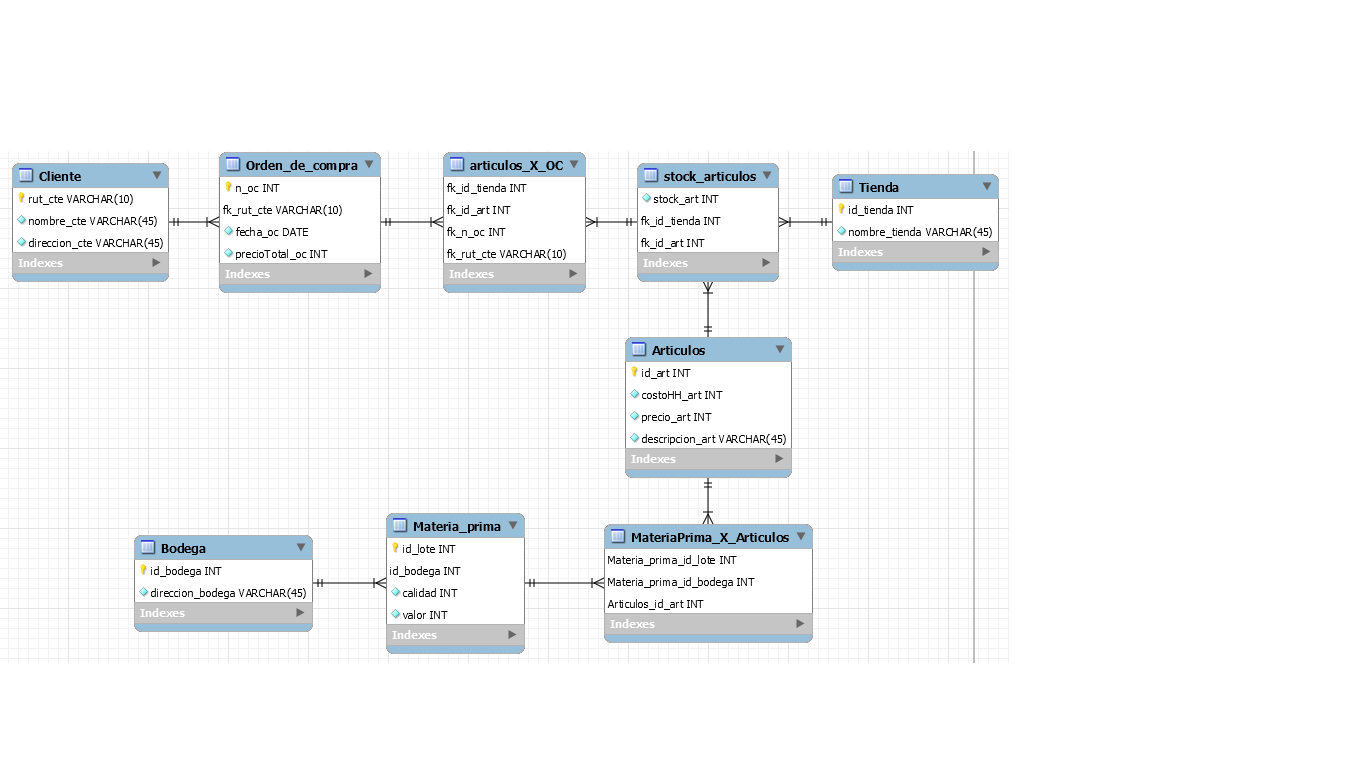 Cliente
rut_cte VARCHAR(10)
nombre_cte VARCHAR(45)
direccion_cte VARCHAR(45)
Indexes
Orden_de_compra
n_oc INT
fk_rut_cte VARCHAR(10)
fecha_oc DATE
precioTotal_oc INT
Indexes
articulos_X_OC
fk_id_tienda INT
fk_id_art INT
fk_n_oc INT
fk_rut_cte VARCHAR(10)
Indexes
stock_articulos
stock_art INT
fk_id_tienda INT
fk_id_art INT
Indexes
Tienda
id_tienda INT
nombre_tienda VARCHAR(45)
Indexes
Articulos
id_art INT
costoHH_art INT
precio_art INT
descripcion_art VARCHAR(45)
Indexes
Bodega
id_bodega INT
direccion_bodega VARCHAR(45)
Indexes
Materia_prima
id_lote INT
id_bodega INT
calidad INT
valor INT
Indexes
MateriaPrima_X_Articulos
Materia_prima_id_lote INT
Materia_prima_id_bodega INT
Articulos_id_art INT
Indexes